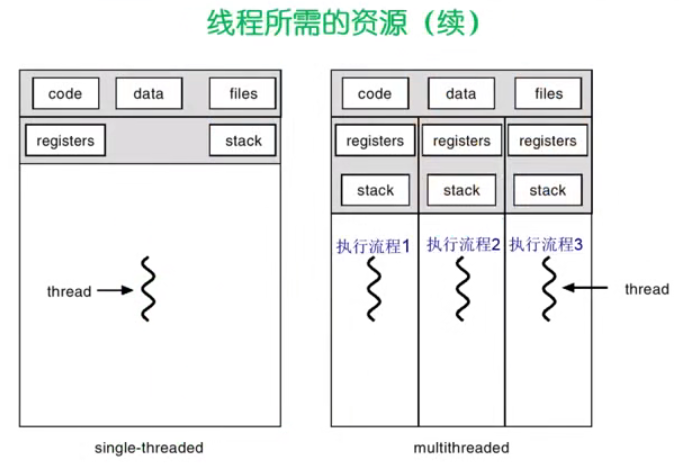 线程所需的资源（续）
code data files
registers stack
thread
single-threaded
code data files
registers registers registers
stack stack stack
执行流程1 执行流程2 执行流程3
thread
multithreaded